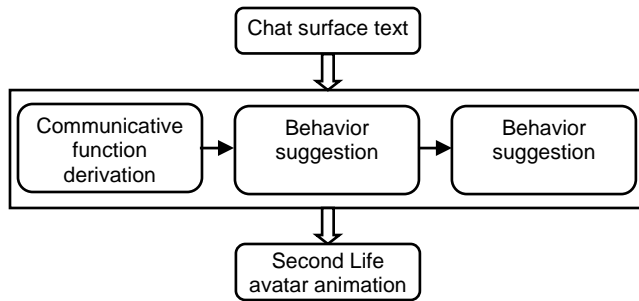 Chat surface text
Communicative
function
derivation
Behavior
suggestion
Behavior
suggestion
Second Life
avatar animation